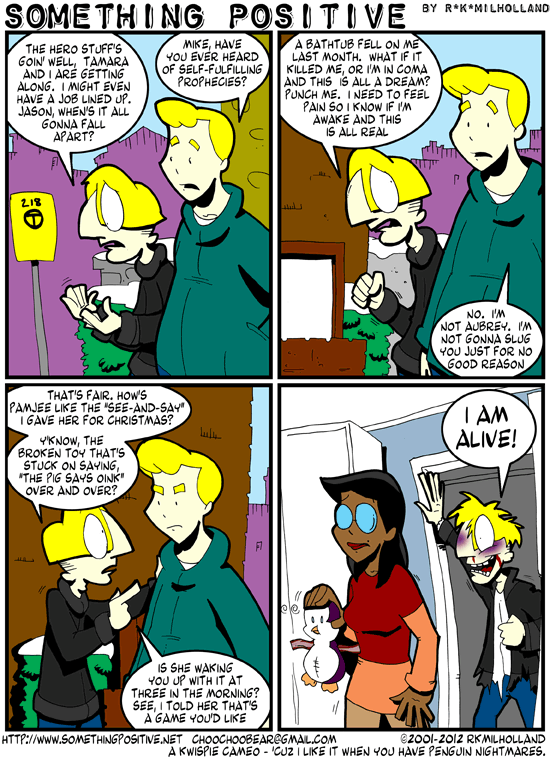 SOMETHING POSITIVE BY R*K*MILHOLLAND
THE HERO STUFF'S
GOIN' WELL, TAMARA
AND I ARE GETTING
ALONG. I MIGHT EVEN
HAVE A JOB LINED UP.
JASON, WHEN'S IT ALL
GONNA FALL
APART?
MIKE, HAVE
YOU EVER HEARD
OF SELF-FULFILLING
PROPHECIES?
218
T
A BATHTUB FELL ON ME
LAST MONTH. WHAT IF IT
KILLED ME, OR I'M IN COMA
AND THIS IS ALL A DREAM?
PUNCH ME. I NEED TO FEEL
PAIN SO I KNOW IF I'M
AWAKE AND THIS
IS ALL REAL
NO. I'M
NOT AUBREY. I'M
NOT GONNA SLUG
YOU JUST FOR NO
GOOD REASON
THAT'S FAIR. HOW'S
PAMJEE LIKE THE "SEE-AND-SAY"
I GAVE HER FOR CHRISTMAS?
Y'KNOW, THE
BROKEN TOY THAT'S
STUCK ON SAYING,
"THE PIG SAYS OINK"
OVER AND OVER?
IS SHE WAKING
YOU UP WITH IT AT
THREE IN THE MORNING?
SEE, I TOLD HER THAT'S
A GAME YOU'D LIKE
I AM
ALIVE!
HTTP://WWW.SOMETHINGPOSITIVE.NET CHOOCHOOBEAR@GMAIL.COM ©2001-2012 RKMILHOLLAND
A KWISPIE CAMEO - 'CUZ I LIKE IT WHEN YOU HAVE PENGUIN NIGHTMARES.